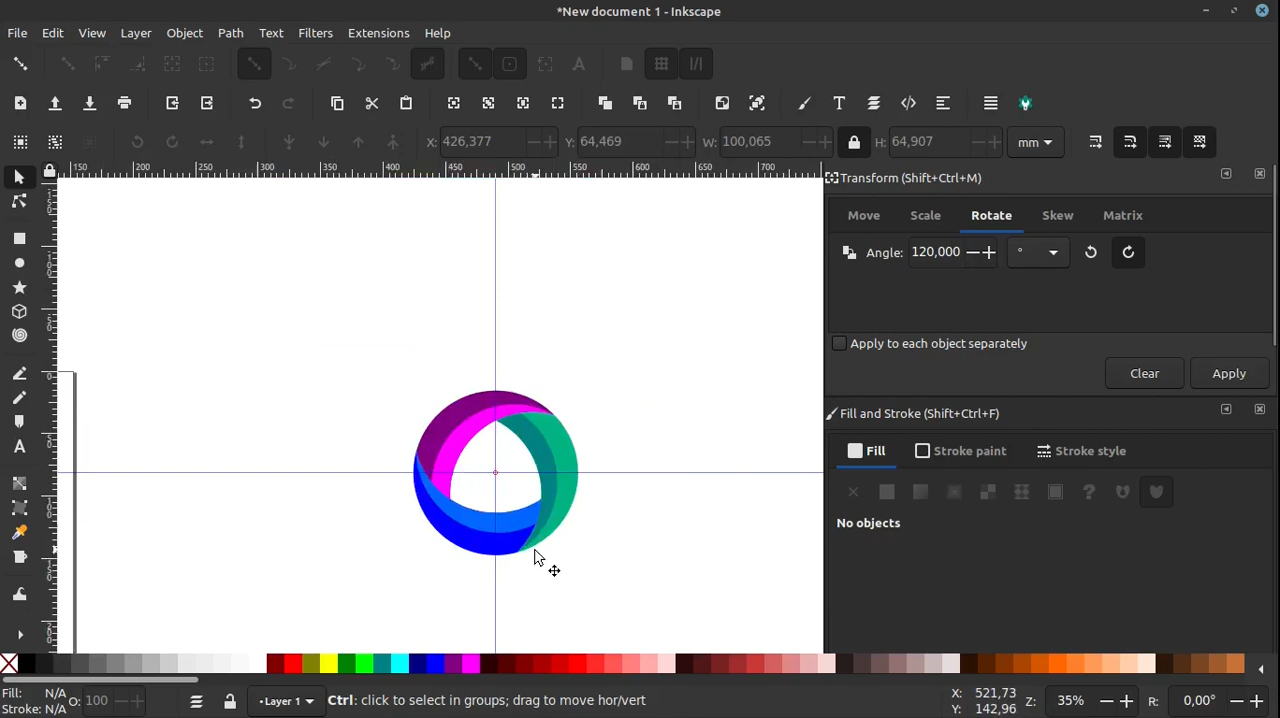 *New document 1 - Inkscape
File Edit View Layer Object Path Text Filters Extensions Help
X: 426,377 Y: 64,469 W: 100,065 H: 64,907 mm
150 200 250 300 350 400 450 500 550 600 650 700
Transform (Shift+Ctrl+M)
Move Scale Rotate Skew Matrix
Angle: 120,000 °
Apply to each object separately
Clear Apply
Fill and Stroke (Shift+Ctrl+F)
Fill Stroke paint Stroke style
No objects
Fill: N/A
Stroke: N/A
O: 100
•Layer 1
Ctrl: click to select in groups; drag to move hor/vert
X: 521,73
Y: 142,96
Z: 35% R: 0,00°